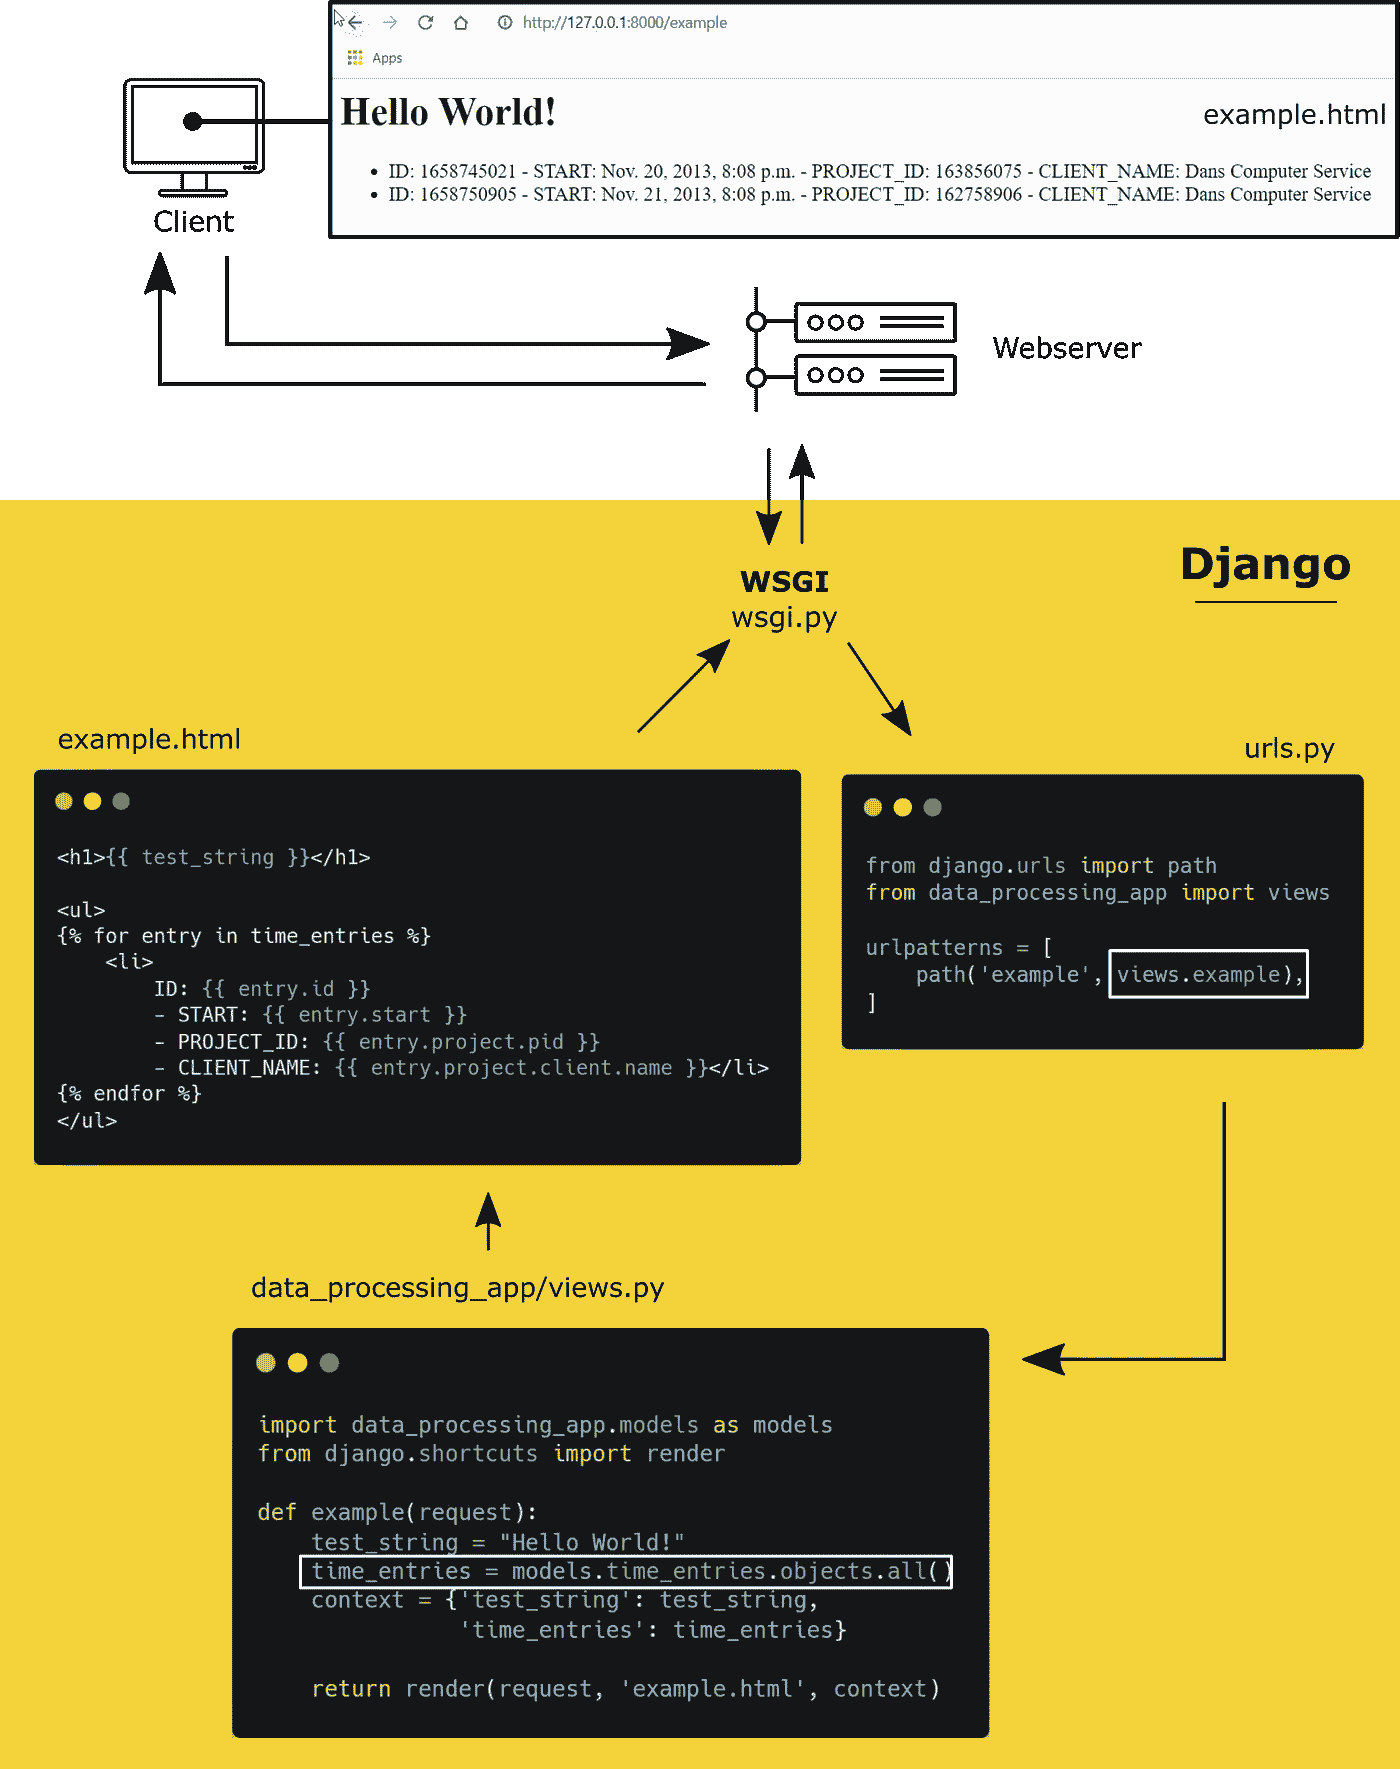 http://127.0.0.1:8000/example
Apps
Hello World!
example.html
• ID: 1658745021 - START: Nov. 20, 2013, 8:08 p.m. - PROJECT_ID: 163856075 - CLIENT_NAME: Dans Computer Service
• ID: 1658750905 - START: Nov. 21, 2013, 8:08 p.m. - PROJECT_ID: 162758906 - CLIENT_NAME: Dans Computer Service
Client
Webserver
Django
WSGI
wsgi.py
example.html
<h1>{{ test_string }}</h1>
<ul>
{% for entry in time_entries %}
    <li>
        ID: {{ entry.id }}
        - START: {{ entry.start }}
        - PROJECT_ID: {{ entry.project.pid }}
        - CLIENT_NAME: {{ entry.project.client.name }}</li>
{% endfor %}
</ul>
urls.py
from django.urls import path
from data_processing_app import views
urlpatterns = [
    path('example', views.example),
]
data_processing_app/views.py
import data_processing_app.models as models
from django.shortcuts import render
def example(request):
    test_string = "Hello World!"
    time_entries = models.time_entries.objects.all()
    context = {'test_string': test_string,
               'time_entries': time_entries}
    return render(request, 'example.html', context)